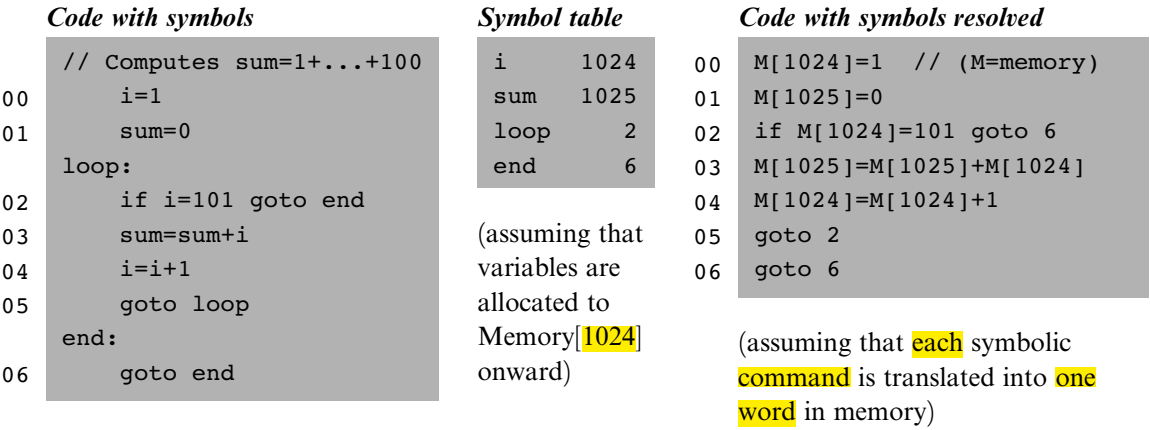 Code with symbols
// Computes sum=1+...+100
00 i=1
01 sum=0
loop:
02 if i=101 goto end
03 sum=sum+i
04 i=i+1
05 goto loop
end:
06 goto end
Symbol table
i 1024
sum 1025
loop 2
end 6
(assuming that
variables are
allocated to
Memory[1024]
onward)
Code with symbols resolved
00 M[1024]=1 // (M=memory)
01 M[1025]=0
02 if M[1024]=101 goto 6
03 M[1025]=M[1025]+M[1024]
04 M[1024]=M[1024]+1
05 goto 2
06 goto 6
(assuming that each symbolic
command is translated into one
word in memory)